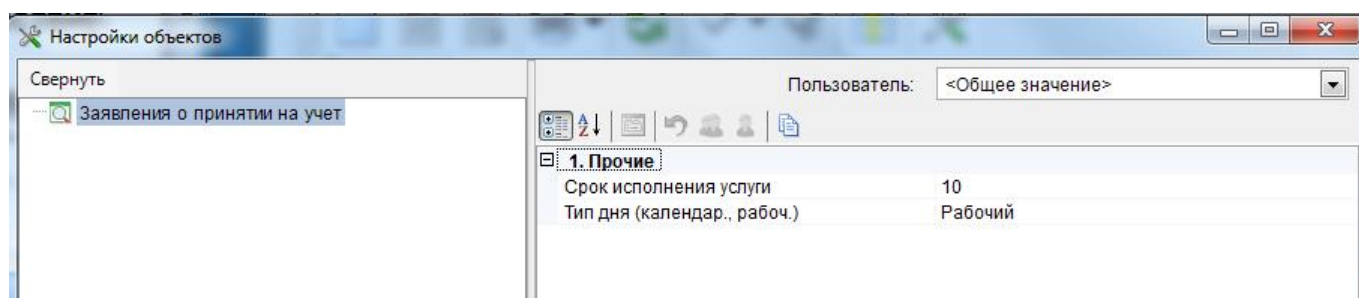 Настройки объектов
Свернуть
Заявления о принятии на учет
Пользователь: <Общее значение>
1. Прочие
Срок исполнения услуги 10
Тип дня (календар., рабоч.) Рабочий